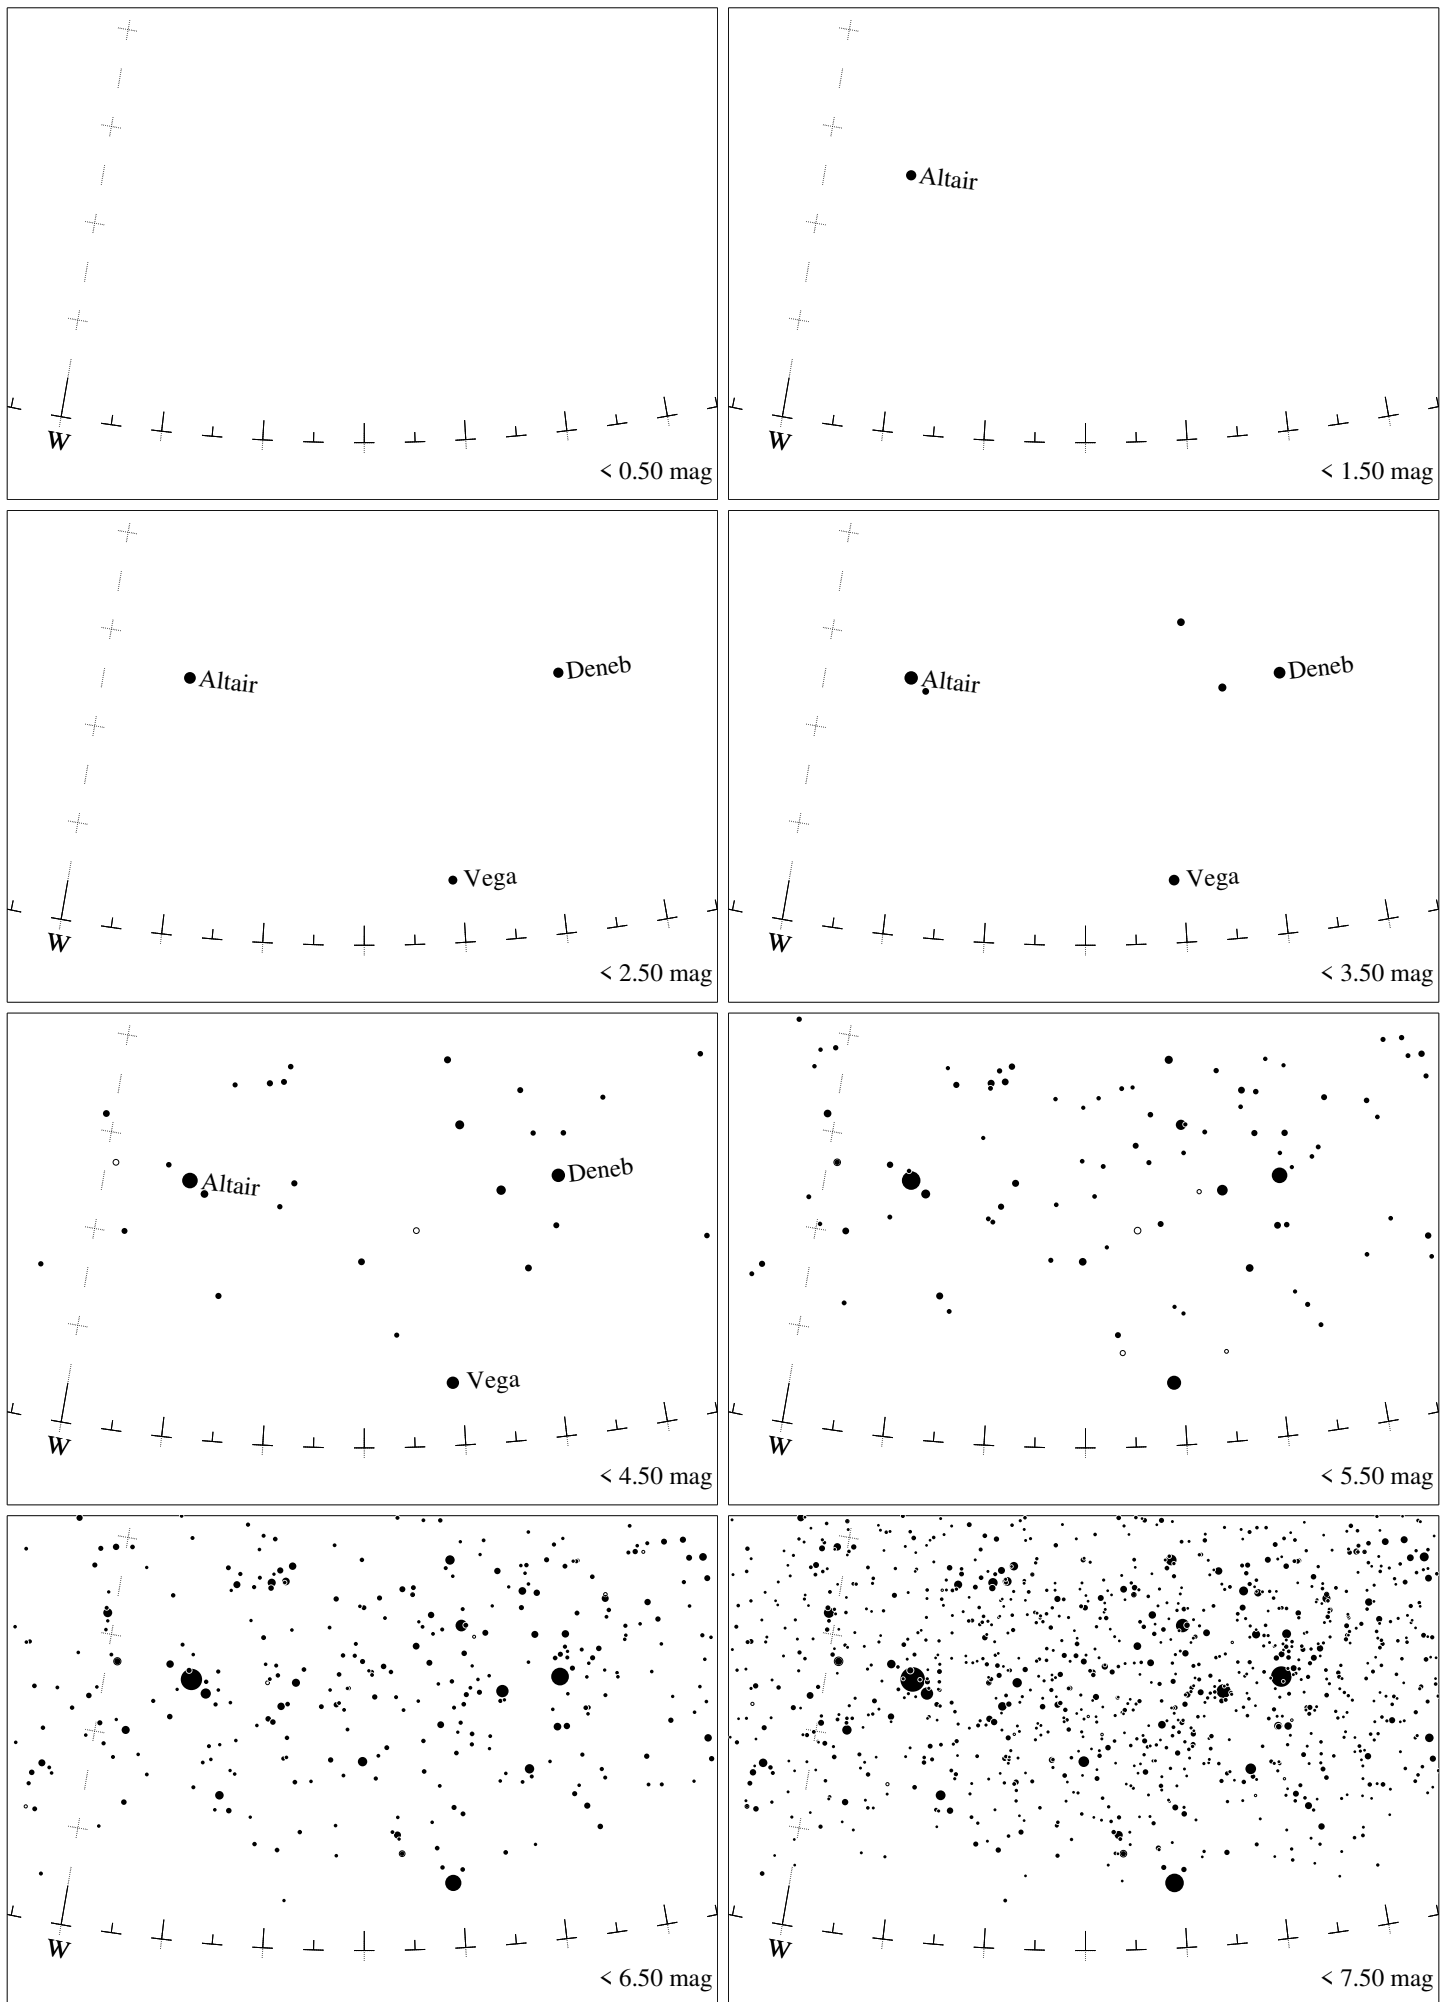 W
< 0.50 mag
Altair
W
< 1.50 mag
Altair
Deneb
Vega
W
< 2.50 mag
Altair
Deneb
Vega
W
< 3.50 mag
Altair
Deneb
Vega
W
< 4.50 mag
W
< 5.50 mag
W
< 6.50 mag
W
< 7.50 mag